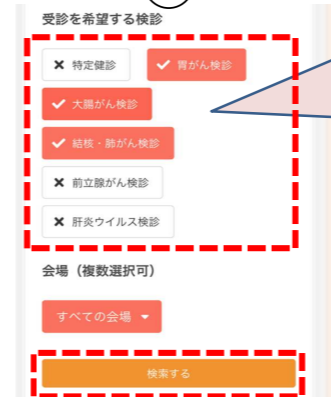 受診を希望する検診
特定健診 胃がん検診
大腸がん検診
結核・肺がん検診
前立腺がん検診
肝炎ウイルス検診
会場（複数選択可）
すべての会場
検索する